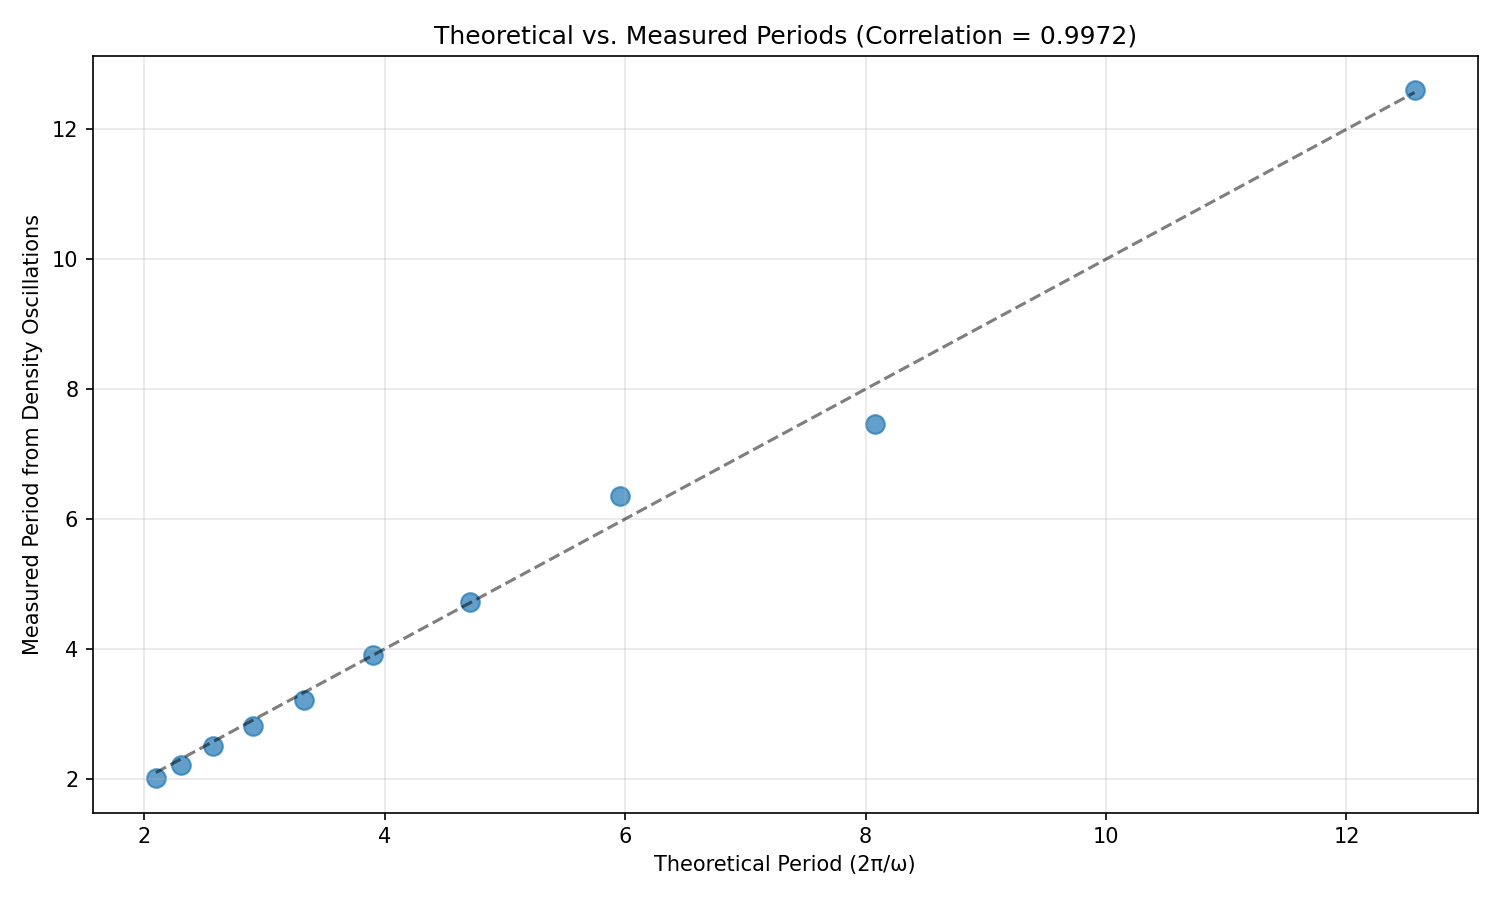 Theoretical vs. Measured Periods (Correlation = 0.9972)
Measured Period from Density Oscillations
12
10
8
6
4
2
2 4 6 8 10 12
Theoretical Period (2π/ω)